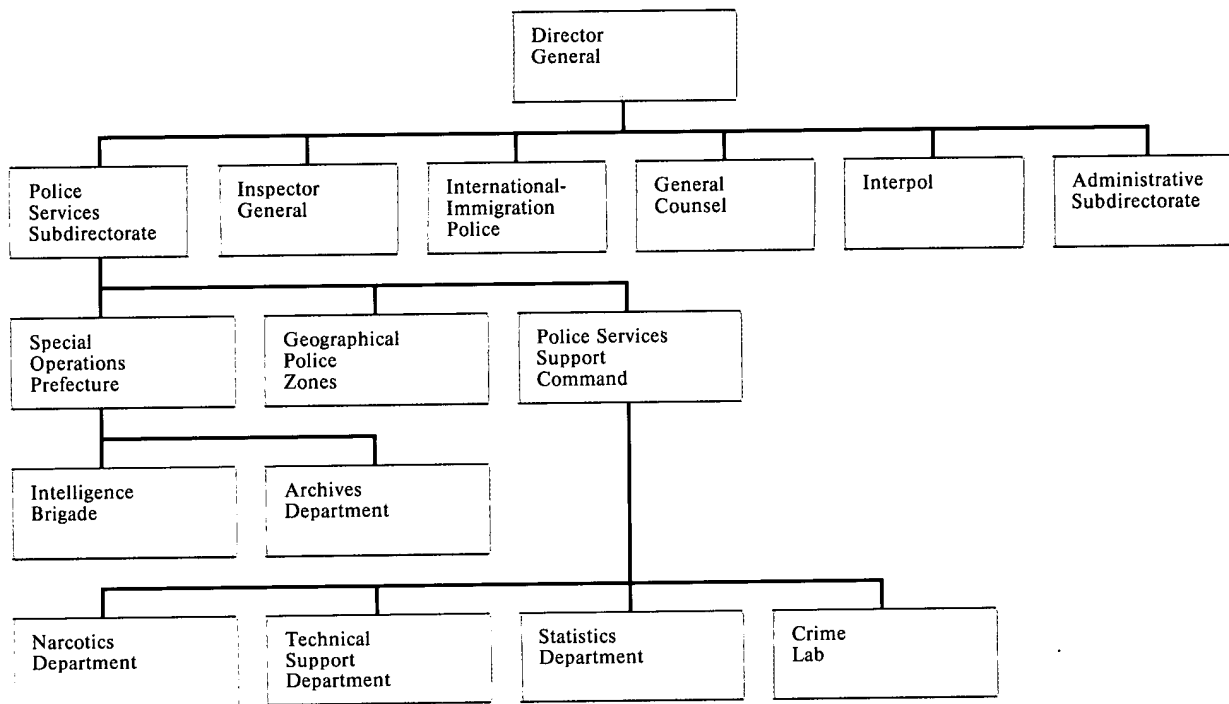 Director
General
Police
Services
Subdirectorate
Inspector
General
International-
Immigration
Police
General
Counsel
Interpol
Administrative
Subdirectorate
Special
Operations
Prefecture
Geographical
Police
Zones
Police Services
Support
Command
Intelligence
Brigade
Archives
Department
Narcotics
Department
Technical
Support
Department
Statistics
Department
Crime
Lab